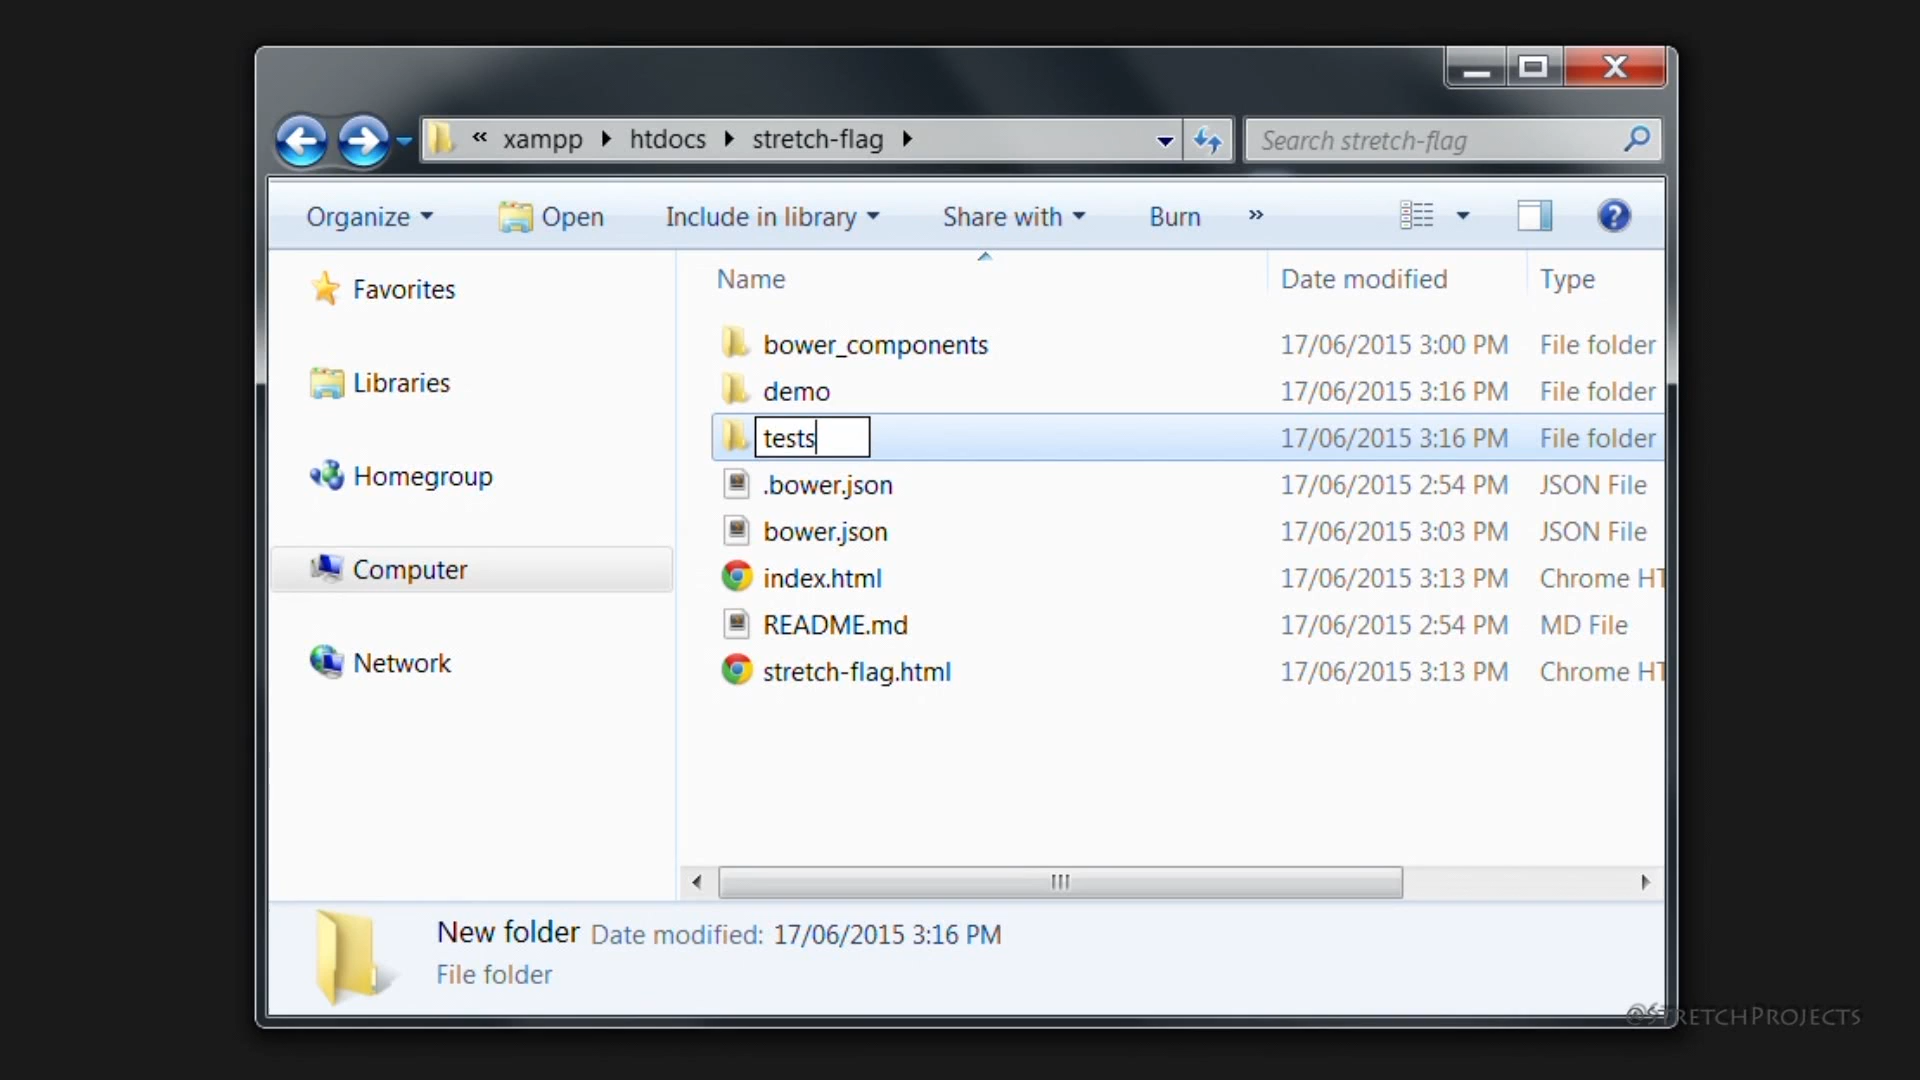 « xampp htdocs stretch-flag
Search stretch-flag
Organize Open Include in library Share with Burn »
Name Date modified Type
Favorites
Libraries
Homegroup
Computer
Network
bower_components 17/06/2015 3:00 PM File folder
demo 17/06/2015 3:16 PM File folder
tests 17/06/2015 3:16 PM File folder
.bower.json 17/06/2015 2:54 PM JSON File
bower.json 17/06/2015 3:03 PM JSON File
index.html 17/06/2015 3:13 PM Chrome HT
README.md 17/06/2015 2:54 PM MD File
stretch-flag.html 17/06/2015 3:13 PM Chrome HT
New folder Date modified: 17/06/2015 3:16 PM
File folder
@StretchProjects